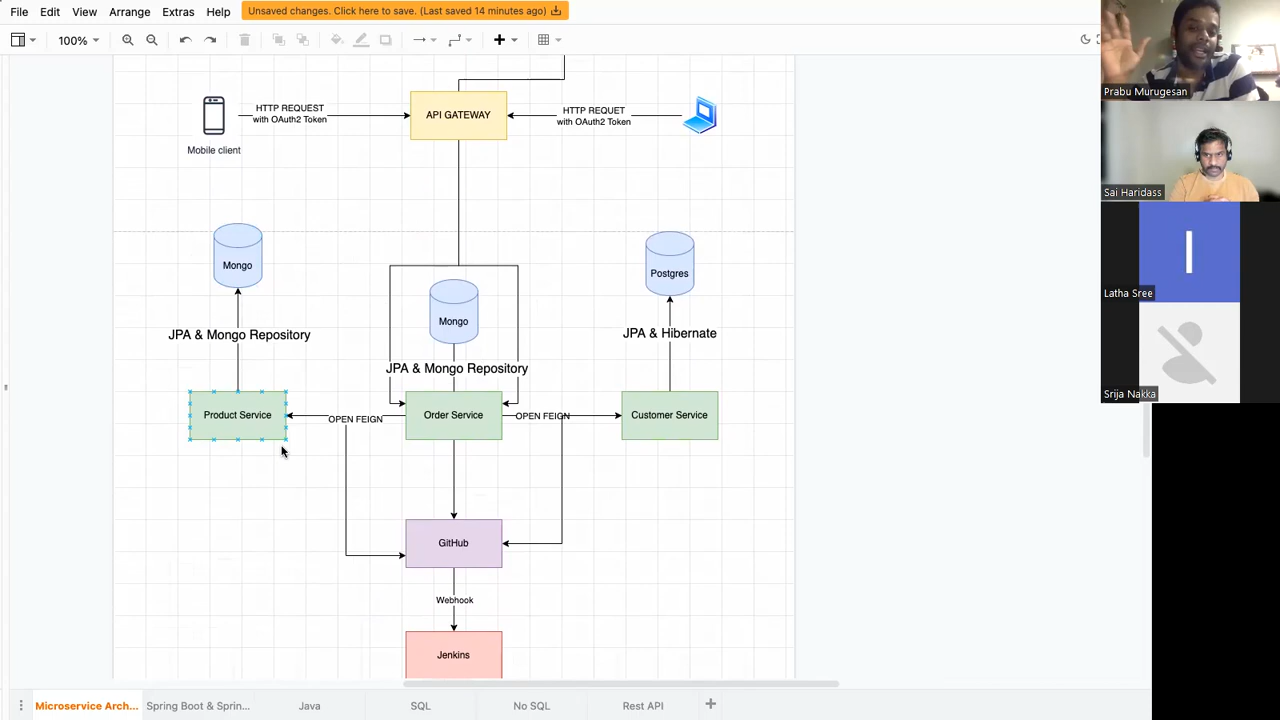 File Edit View Arrange Extras Help Unsaved changes. Click here to save. (Last saved 14 minutes ago)
100%
Prabu Murugesan
HTTP REQUEST
with OAuth2 Token
API GATEWAY
HTTP REQUET
with OAuth2 Token
Mobile client
Sai Haridass
Mongo
Postgres
I
Latha Sree
Mongo
JPA & Mongo Repository
JPA & Hibernate
JPA & Mongo Repository
Srija Nakka
Product Service
OPEN FEIGN
Order Service
OPEN FEIGN
Customer Service
GitHub
Webhook
Jenkins
Microservice Arch... Spring Boot & Sprin... Java SQL No SQL Rest API